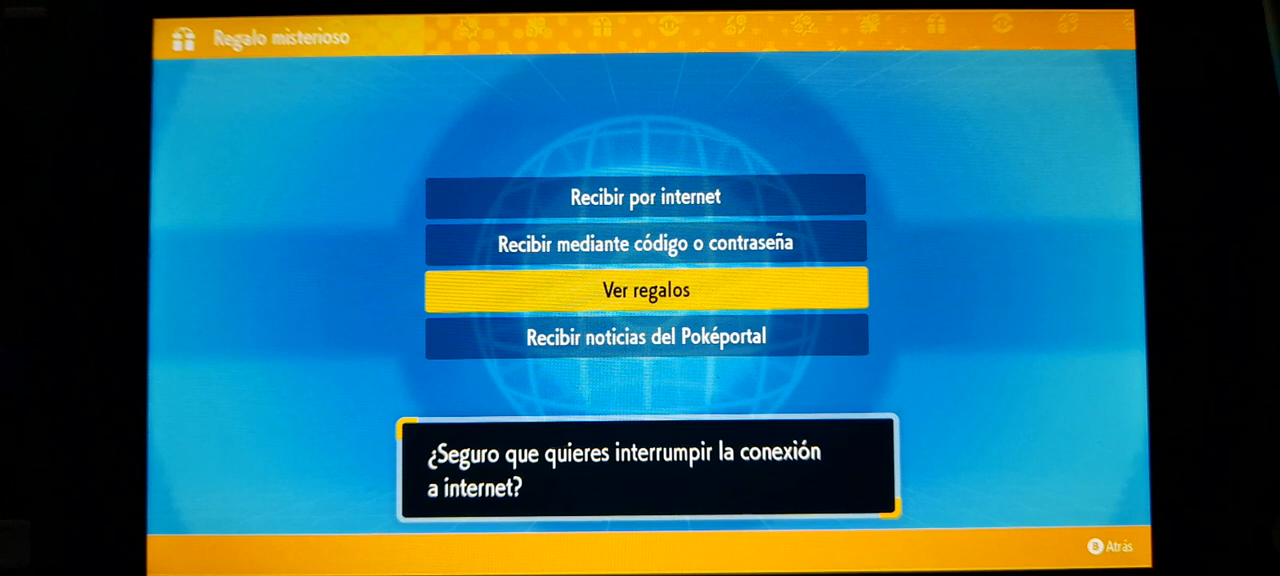 Regalo misterioso
Recibir por internet
Recibir mediante código o contraseña
Ver regalos
Recibir noticias del Poképortal
¿Seguro que quieres interrumpir la conexión
a internet?
B Atrás